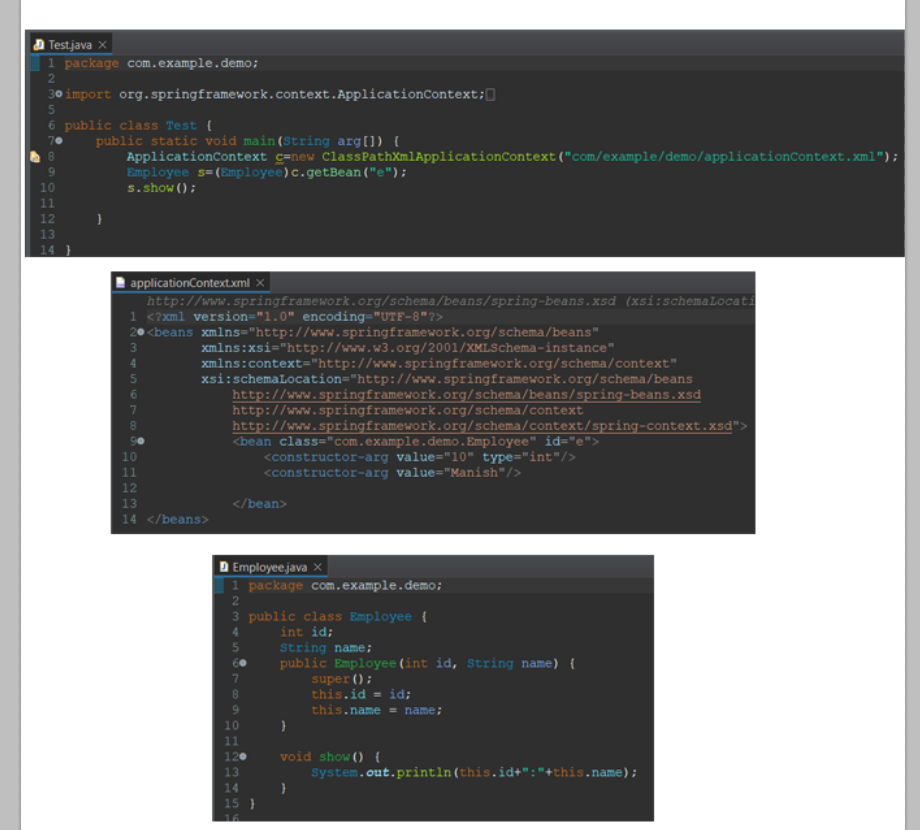 Test.java
1 package com.example.demo;
2
3 import org.springframework.context.ApplicationContext;
5
6 public class Test {
7     public static void main(String arg[]) {
8         ApplicationContext c=new ClassPathXmlApplicationContext("com/example/demo/applicationContext.xml");
9         Employee s=(Employee)c.getBean("e");
10         s.show();
11
12     }
13
14 }
applicationContext.xml
http://www.springframework.org/schema/beans/spring-beans.xsd (xsi:schemaLocati
1 <?xml version="1.0" encoding="UTF-8"?>
2 <beans xmlns="http://www.springframework.org/schema/beans"
3        xmlns:xsi="http://www.w3.org/2001/XMLSchema-instance"
4        xmlns:context="http://www.springframework.org/schema/context"
5        xsi:schemaLocation="http://www.springframework.org/schema/beans
6            http://www.springframework.org/schema/beans/spring-beans.xsd
7            http://www.springframework.org/schema/context
8            http://www.springframework.org/schema/context/spring-context.xsd">
9            <bean class="com.example.demo.Employee" id="e">
10                <constructor-arg value="10" type="int"/>
11                <constructor-arg value="Manish"/>
12
13            </bean>
14 </beans>
Employee.java
1 package com.example.demo;
2
3 public class Employee {
4     int id;
5     String name;
6     public Employee(int id, String name) {
7         super();
8         this.id = id;
9         this.name = name;
10     }
11
12     void show() {
13         System.out.println(this.id+":"+this.name);
14     }
15 }
16